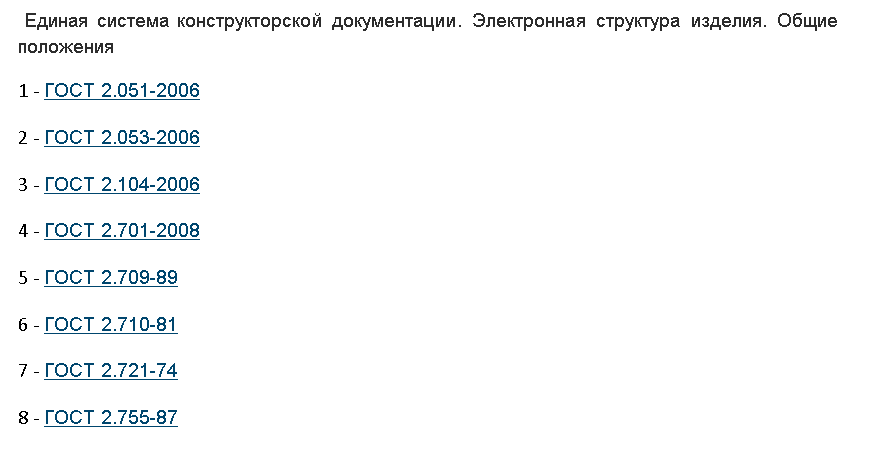 Единая система конструкторской документации. Электронная структура изделия. Общие
положения
1 - ГОСТ 2.051-2006
2 - ГОСТ 2.053-2006
3 - ГОСТ 2.104-2006
4 - ГОСТ 2.701-2008
5 - ГОСТ 2.709-89
6 - ГОСТ 2.710-81
7 - ГОСТ 2.721-74
8 - ГОСТ 2.755-87